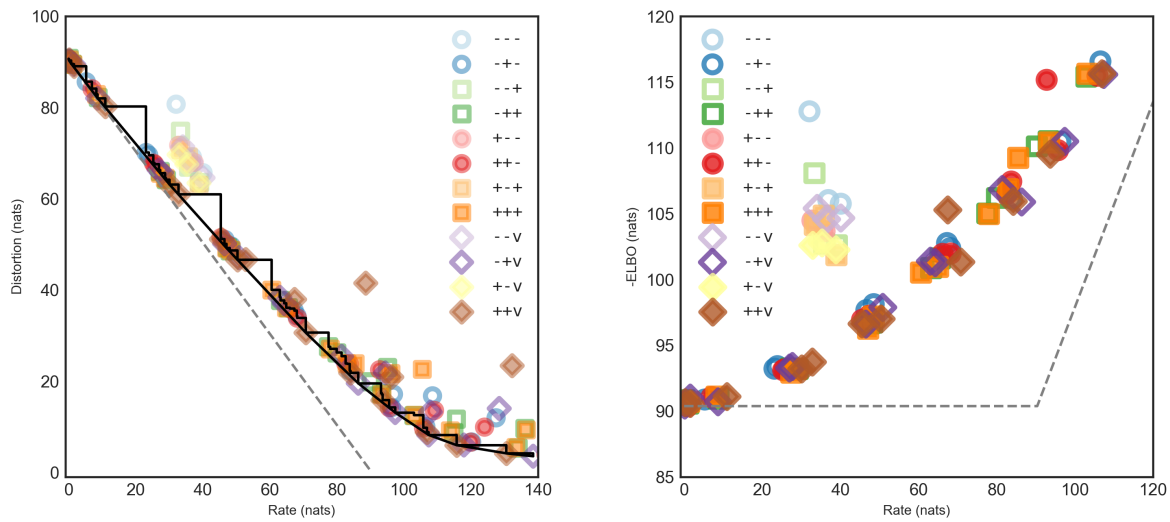 100
80
60
40
20
0
Distortion (nats)
0 20 40 60 80 100 120 140
Rate (nats)
- - -
- + -
- - +
- + +
+ - -
+ + -
+ - +
+ + +
- - v
- + v
+ - v
+ + v
120
115
110
105
100
95
90
85
-ELBO (nats)
0 20 40 60 80 100 120
Rate (nats)
- - -
- + -
- - +
- + +
+ - -
+ + -
+ - +
+ + +
- - v
- + v
+ - v
+ + v